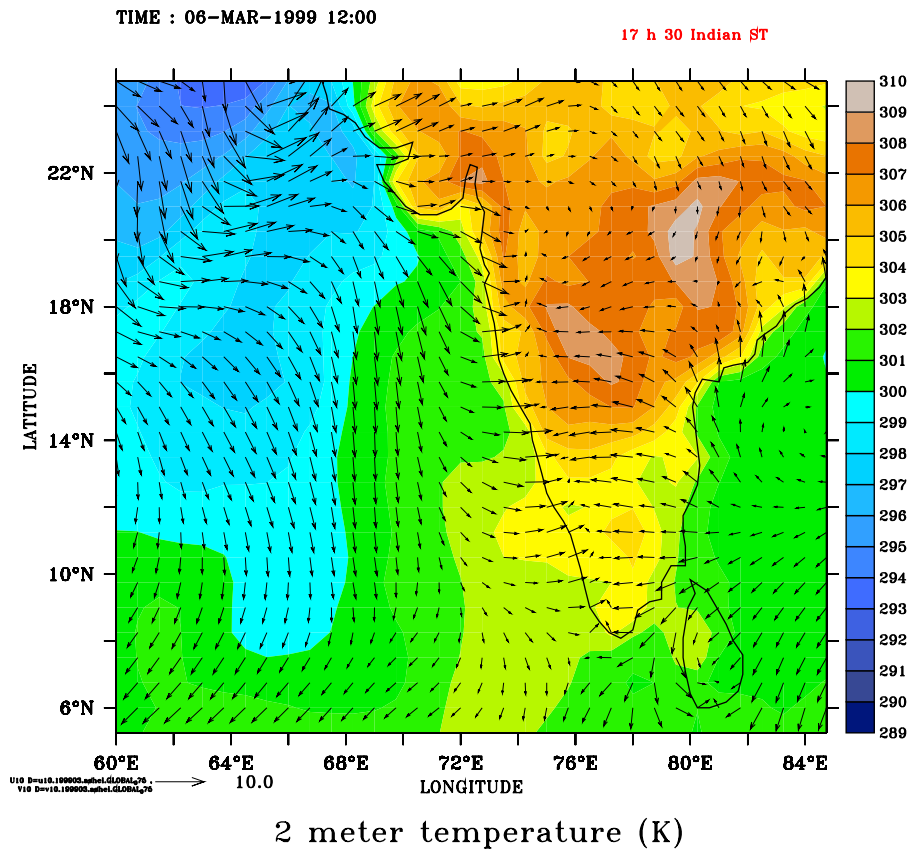 TIME : 06-MAR-1999 12:00
17 h 30 Indian ST
310
309
308
307
306
305
304
303
302
301
300
299
298
297
296
295
294
293
292
291
290
289
22°N
18°N
14°N
10°N
6°N
LATITUDE
60°E 64°E 68°E 72°E 76°E 80°E 84°E
LONGITUDE
10.0
2 meter temperature (K)